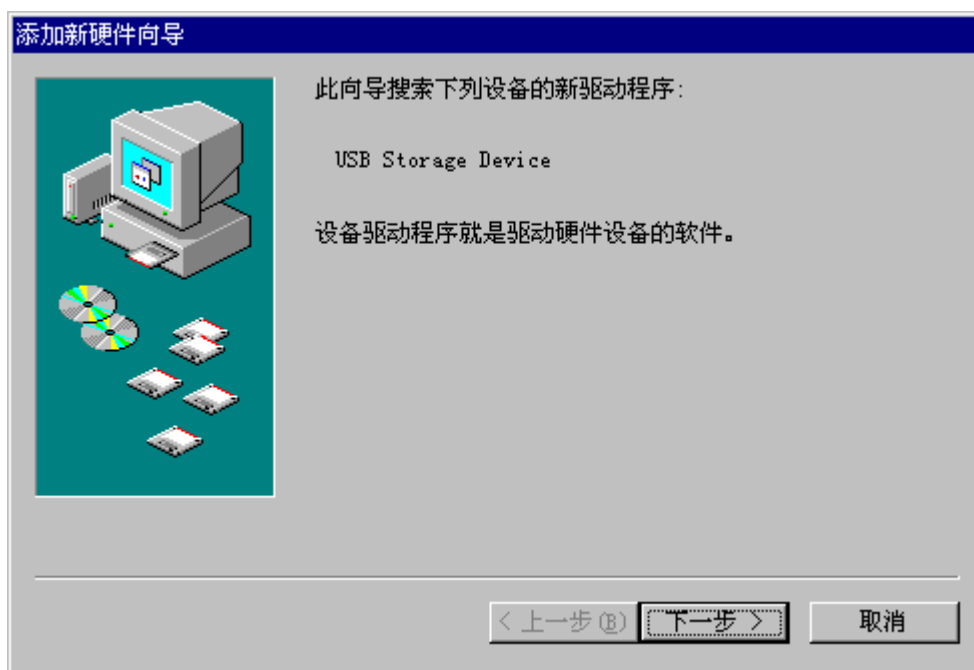 添加新硬件向导
此向导搜索下列设备的新驱动程序:
USB Storage Device
设备驱动程序就是驱动硬件设备的软件。
< 上一步(B) 下一步 > 取消